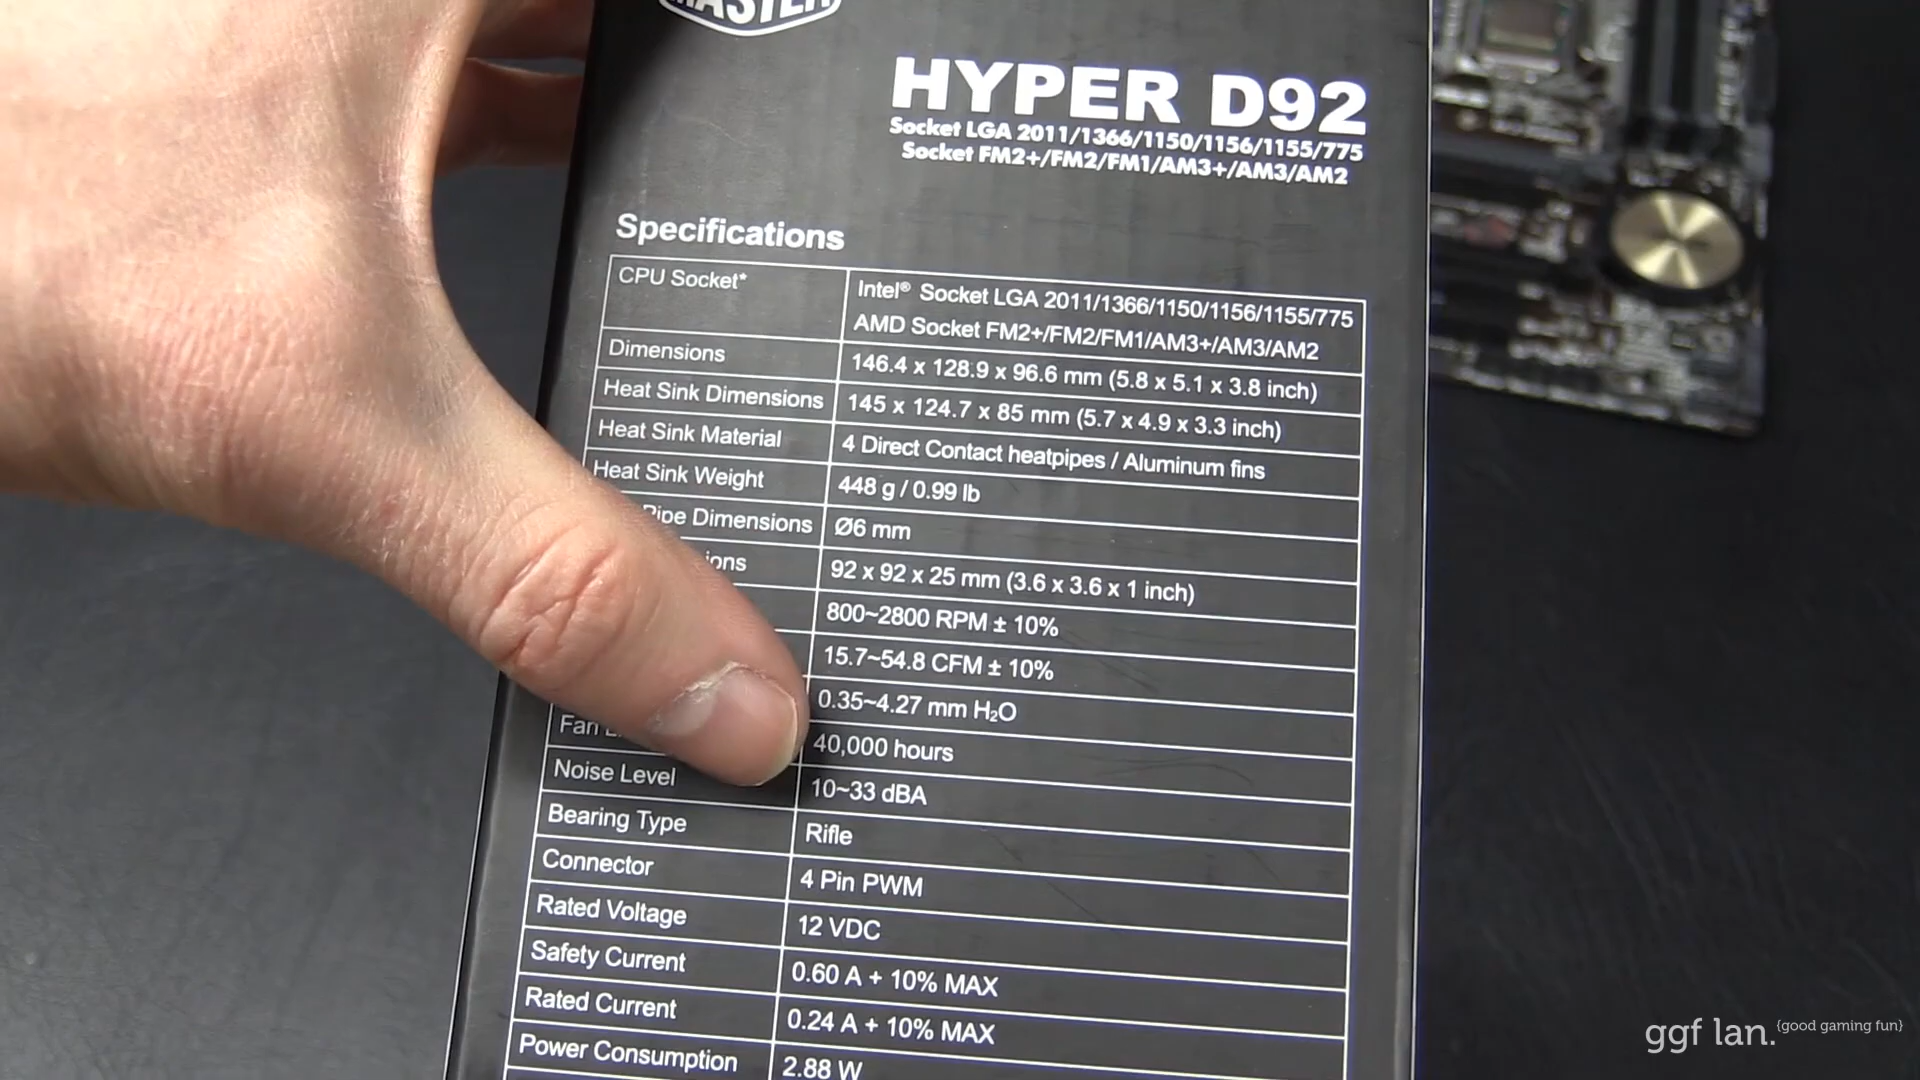 MASTER
HYPER D92
Socket LGA 2011/1366/1150/1156/1155/775
Socket FM2+/FM2/FM1/AM3+/AM3/AM2
Specifications
CPU Socket* Intel® Socket LGA 2011/1366/1150/1156/1155/775
AMD Socket FM2+/FM2/FM1/AM3+/AM3/AM2
Dimensions 146.4 x 128.9 x 96.6 mm (5.8 x 5.1 x 3.8 inch)
Heat Sink Dimensions 145 x 124.7 x 85 mm (5.7 x 4.9 x 3.3 inch)
Heat Sink Material 4 Direct Contact heatpipes / Aluminum fins
Heat Sink Weight 448 g / 0.99 lb
Pipe Dimensions Ø6 mm
92 x 92 x 25 mm (3.6 x 3.6 x 1 inch)
800~2800 RPM ± 10%
15.7~54.8 CFM ± 10%
0.35~4.27 mm H₂O
Fan 40,000 hours
Noise Level 10~33 dBA
Bearing Type Rifle
Connector 4 Pin PWM
Rated Voltage 12 VDC
Safety Current 0.60 A + 10% MAX
Rated Current 0.24 A + 10% MAX
Power Consumption 2.88 W
ggf lan. {good gaming fun}